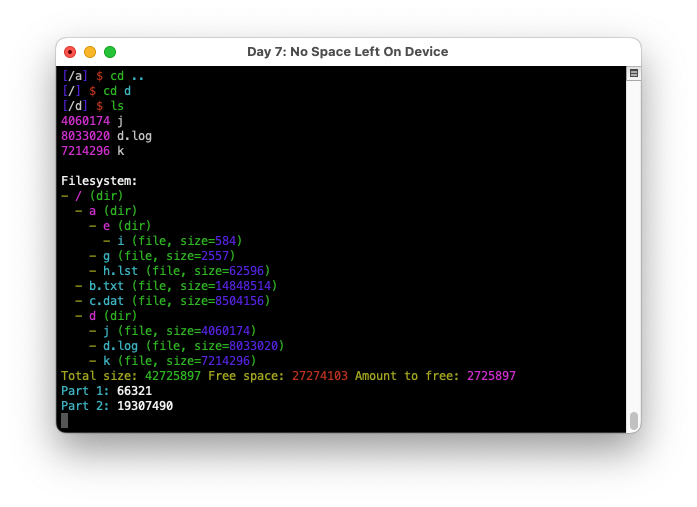 Day 7: No Space Left On Device
[/a] $ cd ..
[/] $ cd d
[/d] $ ls
4060174 j
8033020 d.log
7214296 k
Filesystem:
- / (dir)
- a (dir)
- e (dir)
- i (file, size=584)
- g (file, size=2557)
- h.lst (file, size=62596)
- b.txt (file, size=14848514)
- c.dat (file, size=8504156)
- d (dir)
- j (file, size=4060174)
- d.log (file, size=8033020)
- k (file, size=7214296)
Total size: 42725897 Free space: 27274103 Amount to free: 2725897
Part 1: 66321
Part 2: 19307490